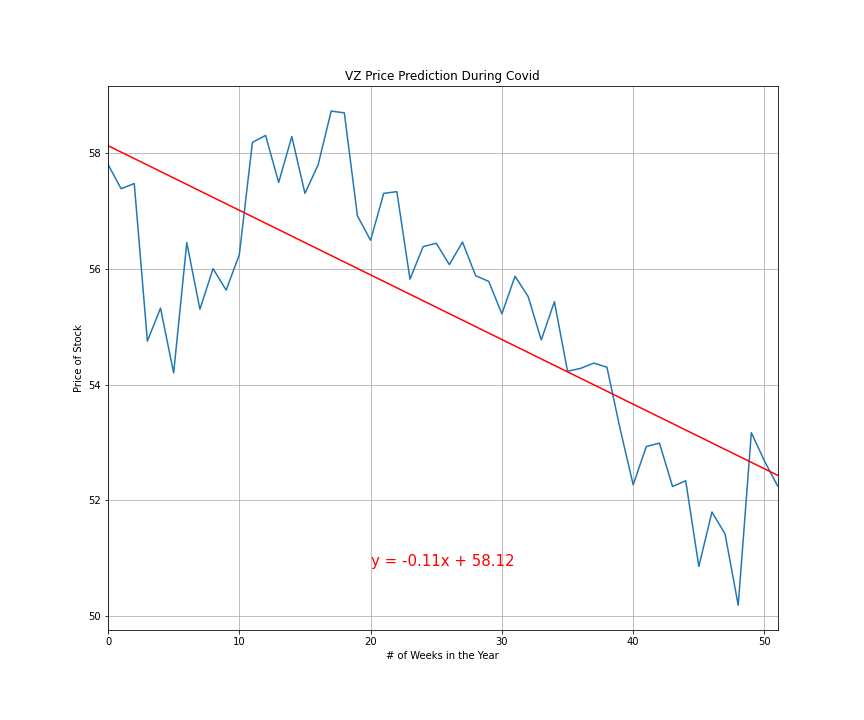 VZ Price Prediction During Covid
Price of Stock
58
56
54
52
50
y = -0.11x + 58.12
0 10 20 30 40 50
# of Weeks in the Year